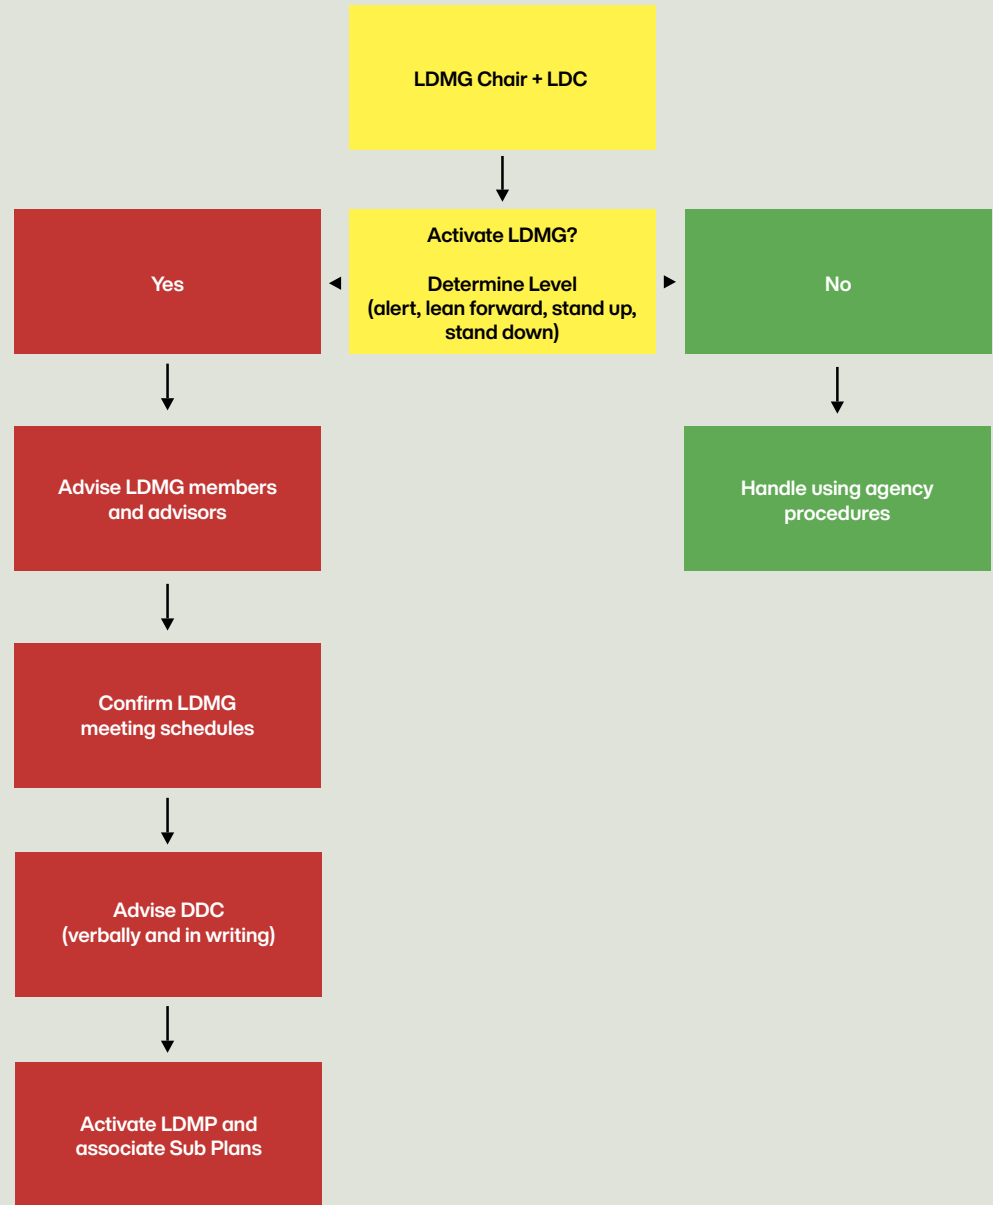 LDMG Chair + LDC
Activate LDMG?
Determine Level
(alert, lean forward, stand up,
stand down)
Yes
No
Advise LDMG members
and advisors
Handle using agency
procedures
Confirm LDMG
meeting schedules
Advise DDC
(verbally and in writing)
Activate LDMP and
associate Sub Plans